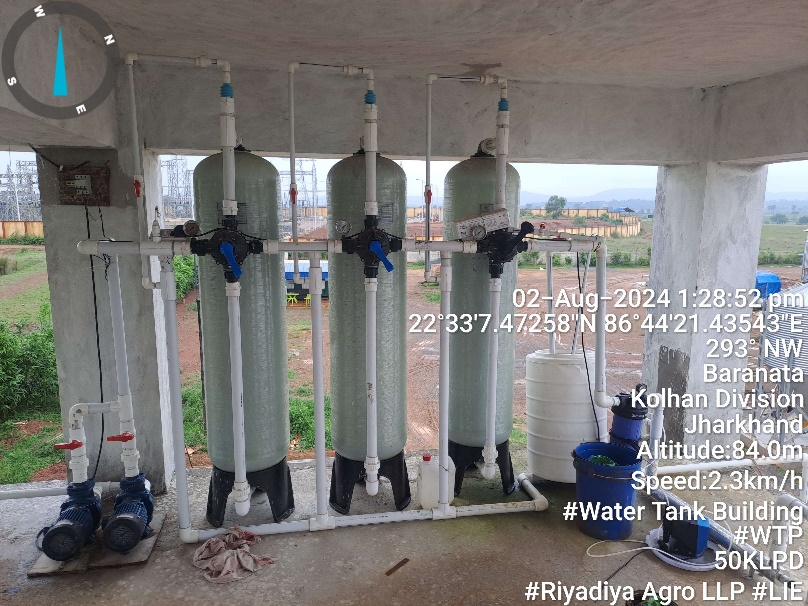 W
N
S
E
02-Aug-2024 1:28:52 pm
22°33'7.47258"N 86°44'21.43543"E
293° NW
Baranata
Kolhan Division
Jharkhand
Altitude:84.0m
Speed:2.3km/h
#Water Tank Building
#WTP
50KLPD
#Riyadiya Agro LLP #LIE